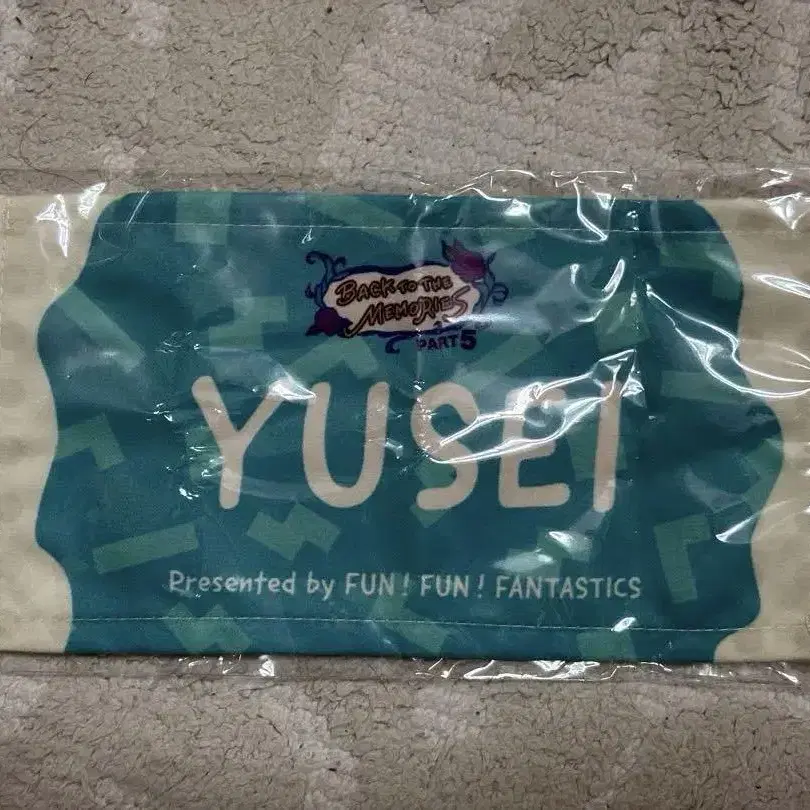 BACK TO THE
MEMORIES
PART5
YUSEI
Presented by FUN! FUN! FANTASTICS